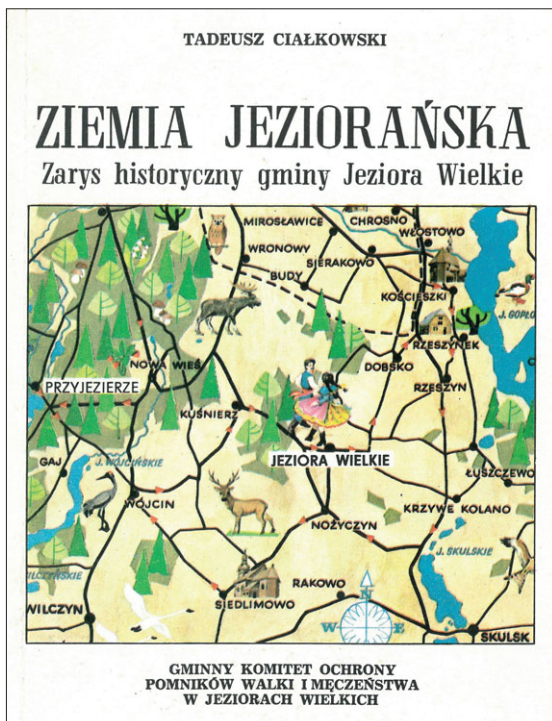 TADEUSZ CIAŁKOWSKI
ZIEMIA JEZIORAŃSKA
Zarys historyczny gminy Jeziora Wielkie
MIROSŁAWICE
CHROSNO
WŁOSTOWO
WRONOWY
SIERAKOWO
BUDY
KOŚCIESZKI
J. GOPŁO
RZESZYNEK
NOWA WIEŚ
DOBSKO
PRZYJEZIERZE
RZESZYN
KUŚNIERZ
JEZIORA WIELKIE
GAJ
J. WÓJCIŃSKIE
ŁUSZCZEWO
WÓJCIN
KRZYWE KOLANO
NOŻYCZYN
J. SKULSKIE
RAKOWO
N
SIEDLIMOWO
WILCZYN
W
E
SKULSK
GMINNY KOMITET OCHRONY
POMNIKÓW WALKI I MĘCZEŃSTWA
W JEZIORACH WIELKICH